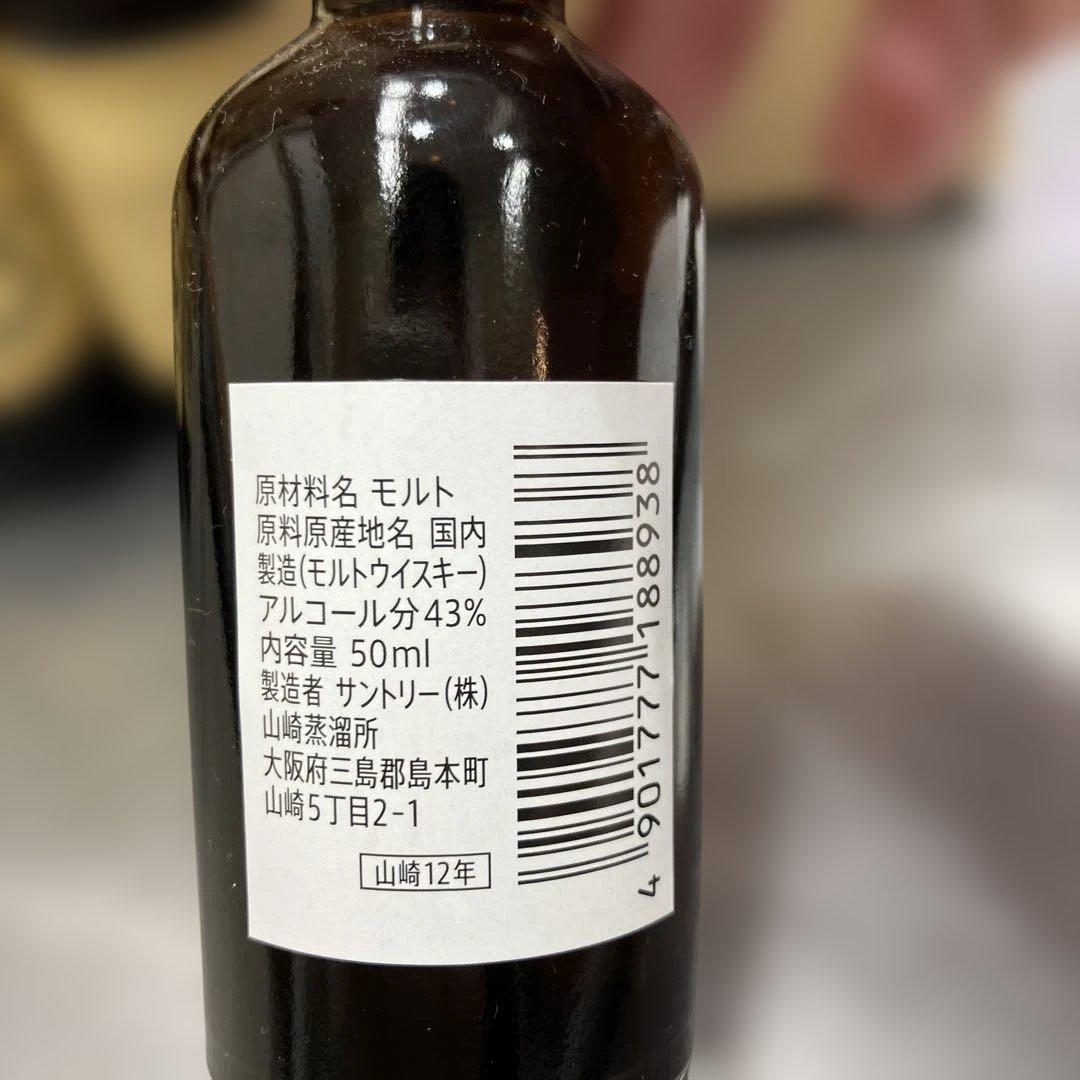 原材料名 モルト
原料原産地名 国内
製造(モルトウイスキー)
アルコール分43%
内容量 50ml
製造者 サントリー(株)
山崎蒸溜所
大阪府三島郡島本町
山崎5丁目2-1
山崎12年
4 901777 188938